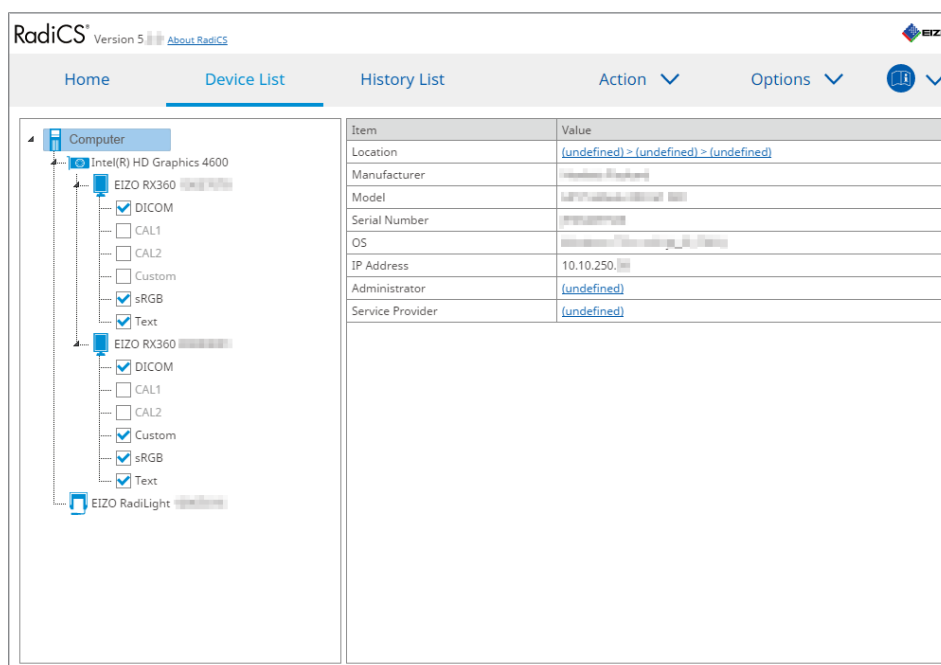 RadiCS® Version 5. About RadiCS
EIZ
Home Device List History List Action Options
Computer
Intel(R) HD Graphics 4600
EIZO RX360
DICOM
CAL1
CAL2
Custom
sRGB
Text
EIZO RX360
DICOM
CAL1
CAL2
Custom
sRGB
Text
EIZO RadiLight
Item Value
Location (undefined) > (undefined) > (undefined)
Manufacturer
Model
Serial Number
OS
IP Address 10.10.250.
Administrator (undefined)
Service Provider (undefined)